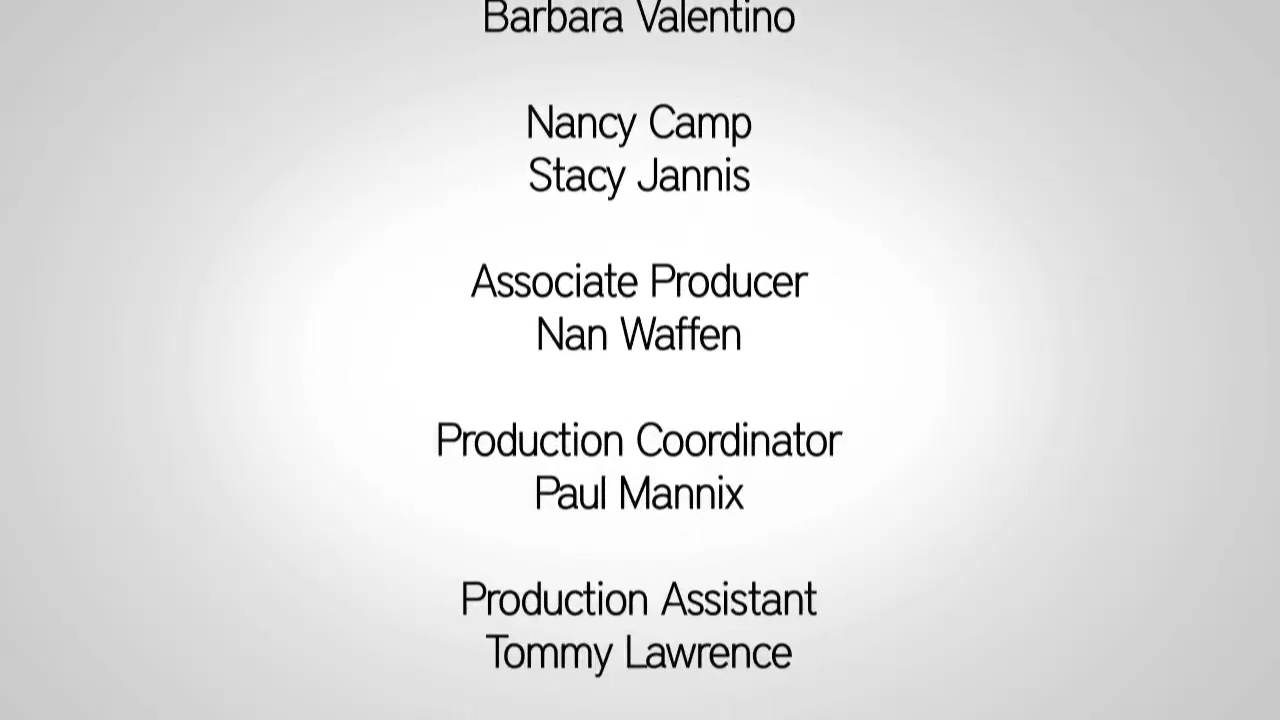 Barbara Valentino
Nancy Camp
Stacy Jannis
Associate Producer
Nan Waffen
Production Coordinator
Paul Mannix
Production Assistant
Tommy Lawrence